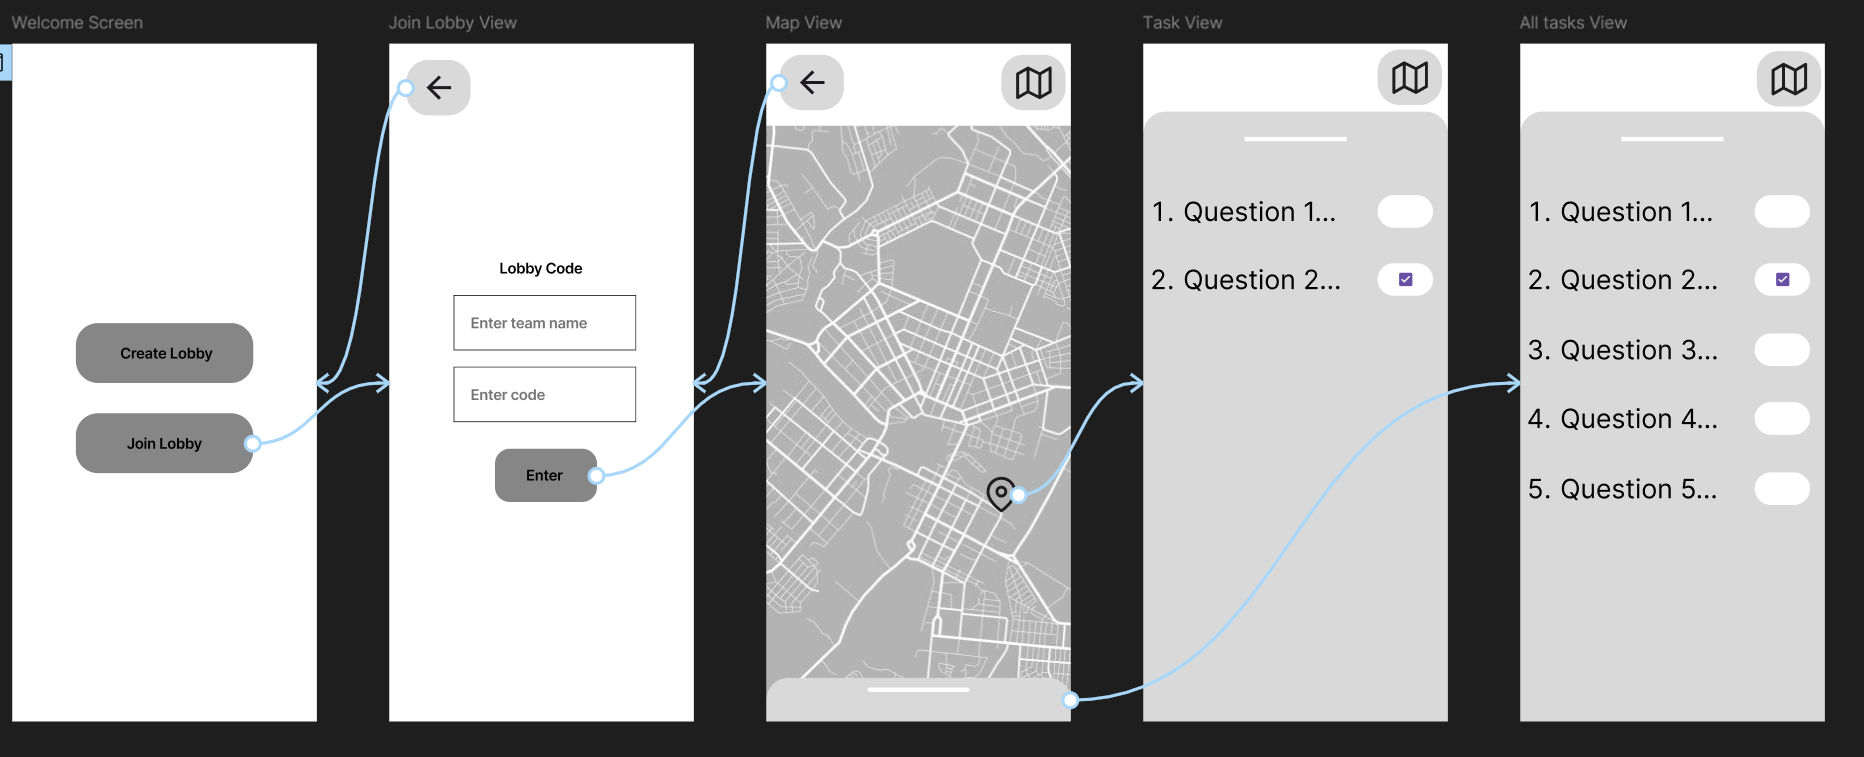 Welcome Screen
Create Lobby
Join Lobby
Join Lobby View
Lobby Code
Enter team name
Enter code
Enter
Map View
Task View
1. Question 1...
2. Question 2...
All tasks View
1. Question 1...
2. Question 2...
3. Question 3...
4. Question 4...
5. Question 5...